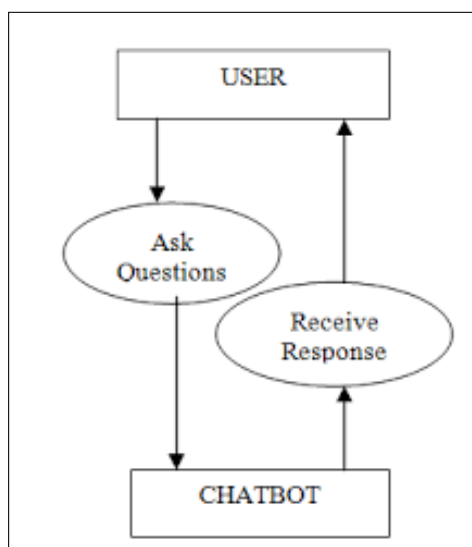 USER
Ask
Questions
Receive
Response
CHATBOT